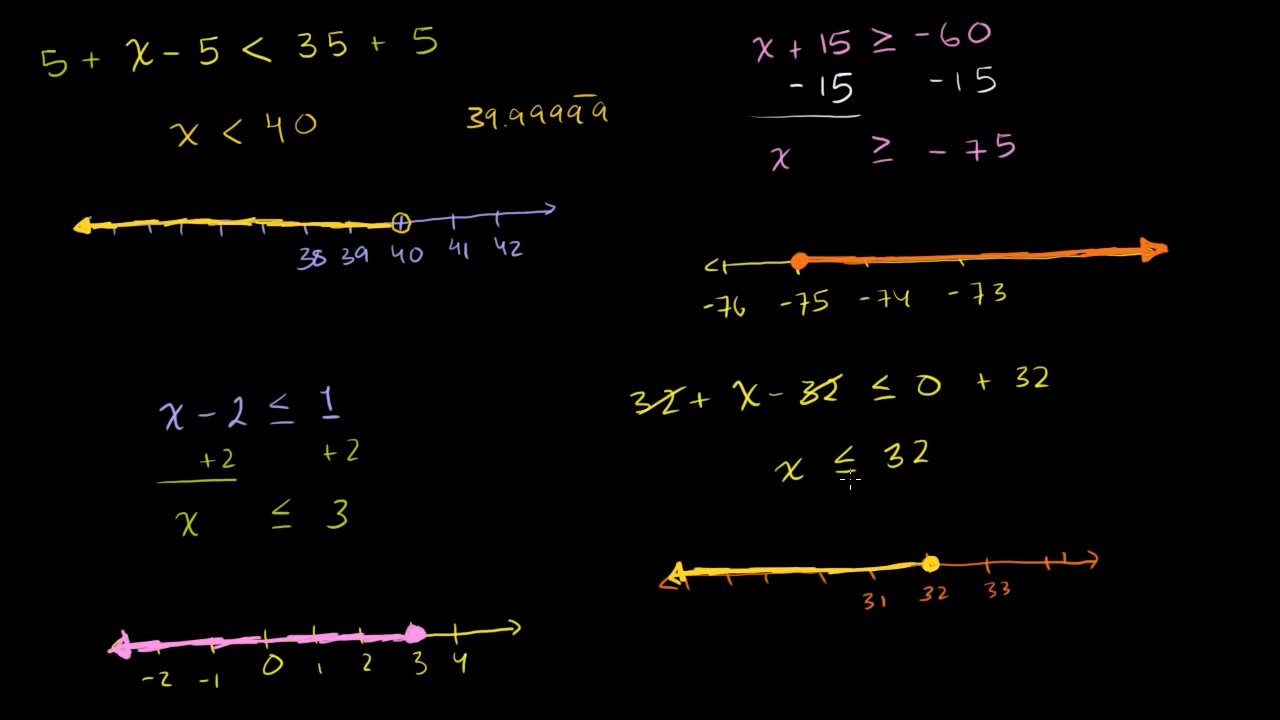 5 + x - 5 < 35 + 5
x < 40
39.99999̅9
38 39 40 41 42
x + 15 ≥ -60
-15 -15
x ≥ -75
-76 -75 -74 -73
x - 2 ≤ 1
+2 +2
x ≤ 3
-2 -1 0 1 2 3 4
32 + x - 32 ≤ 0 + 32
x ≤ 32
31 32 33